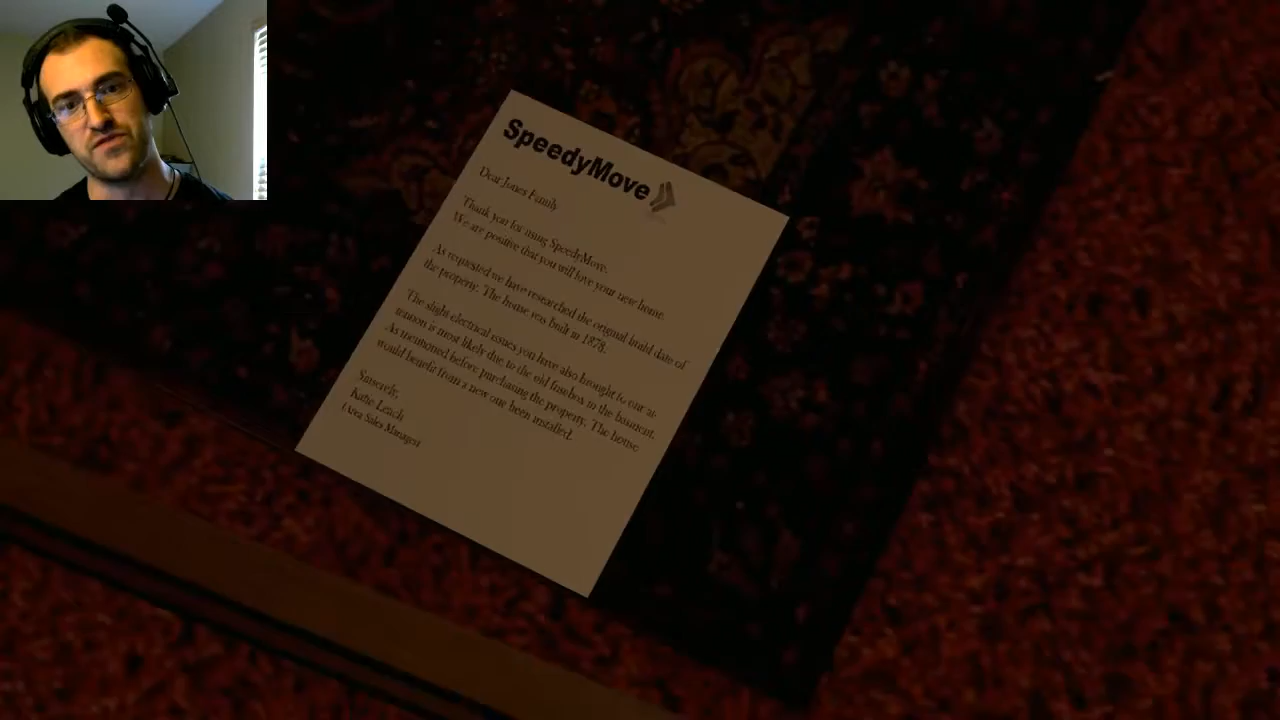 SpeedyMove
Dear Jones Family
Thank you for using SpeedyMove.
We are positive that you will love your new house.
As requested we have researched the original build date of
the property. The house was built in 1878.
The slight electrical issues you have also brought to our at-
tention is most likely due to the old fusebox in the basment.
As mentioned before purchasing the property. The house
would benefit from a new one been installed.
Sincerely,
Katie Leach
(Area Sales Manager)